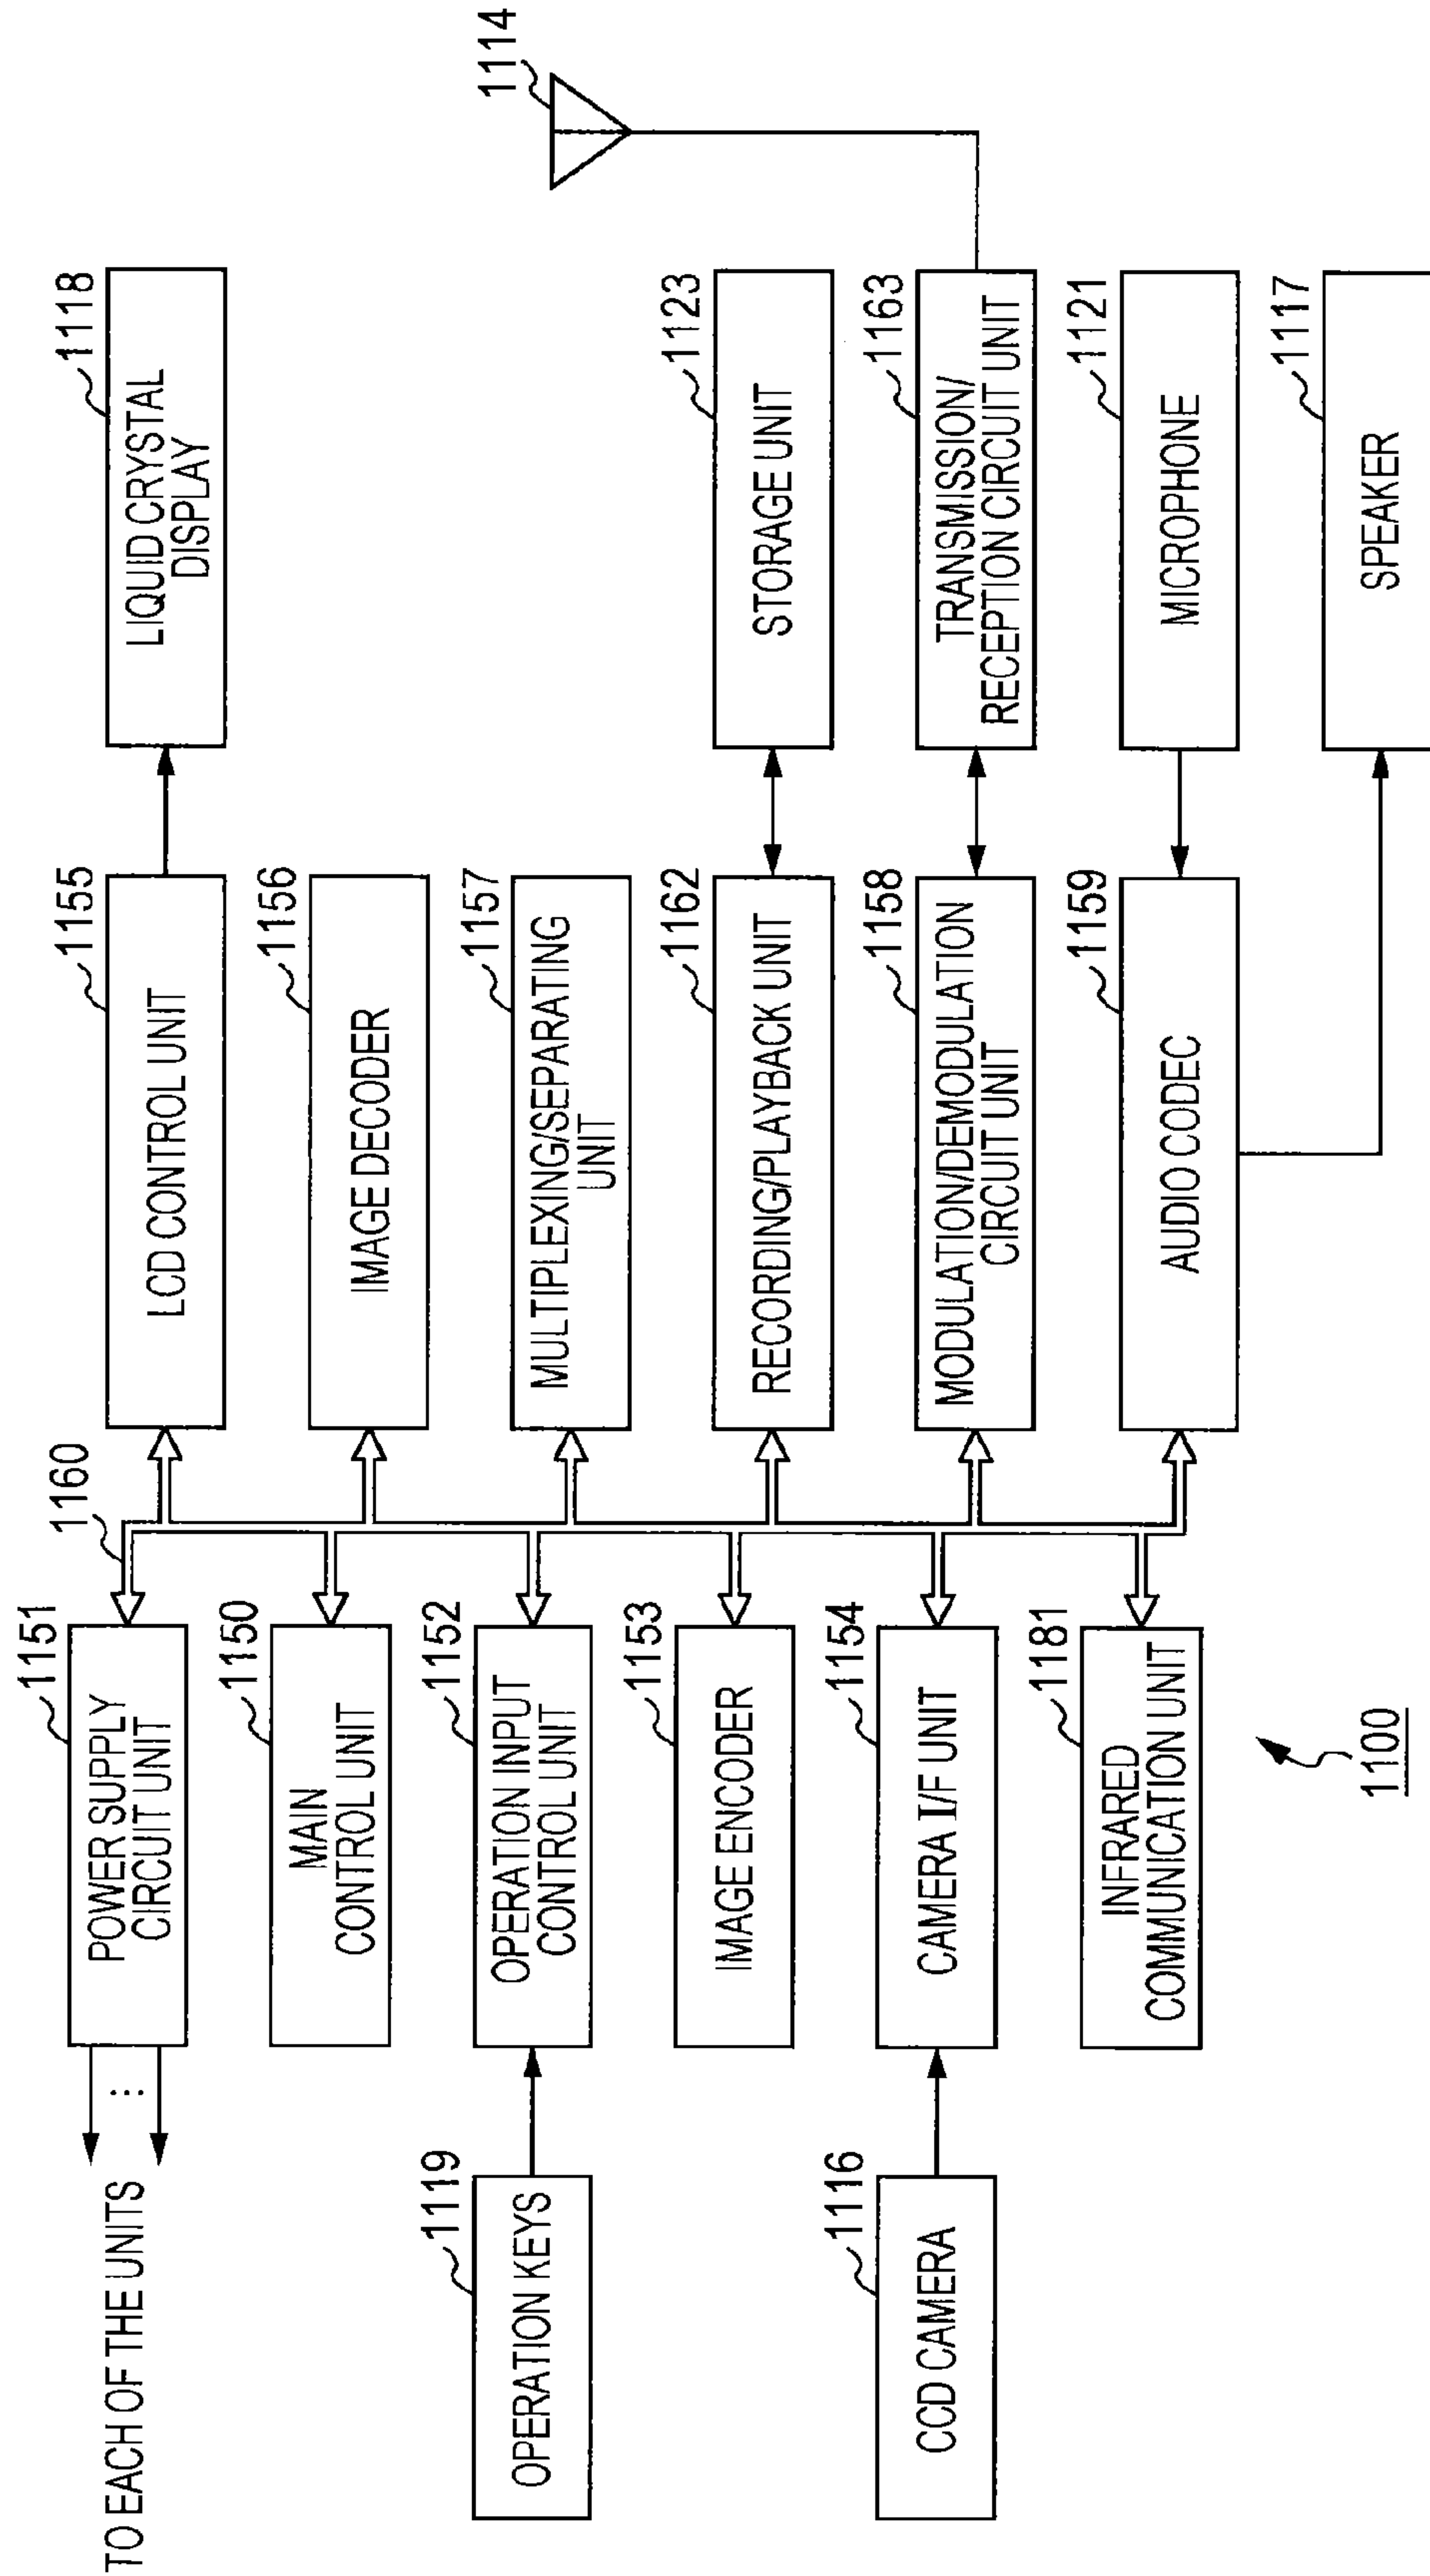 TO EACH OF THE UNITS
1151
POWER SUPPLY
CIRCUIT UNIT
1160
1155
LCD CONTROL UNIT
1118
LIQUID CRYSTAL
DISPLAY
1150
MAIN
CONTROL UNIT
1156
IMAGE DECODER
1119
OPERATION KEYS
1152
OPERATION INPUT
CONTROL UNIT
1157
MULTIPLEXING/SEPARATING
UNIT
1114
1153
IMAGE ENCODER
1162
RECORDING/PLAYBACK UNIT
1123
STORAGE UNIT
1116
CCD CAMERA
1154
CAMERA I/F UNIT
1158
MODULATION/DEMODULATION
CIRCUIT UNIT
1163
TRANSMISSION/
RECEPTION CIRCUIT UNIT
1181
INFRARED
COMMUNICATION UNIT
1159
AUDIO CODEC
1121
MICROPHONE
1117
SPEAKER
1100